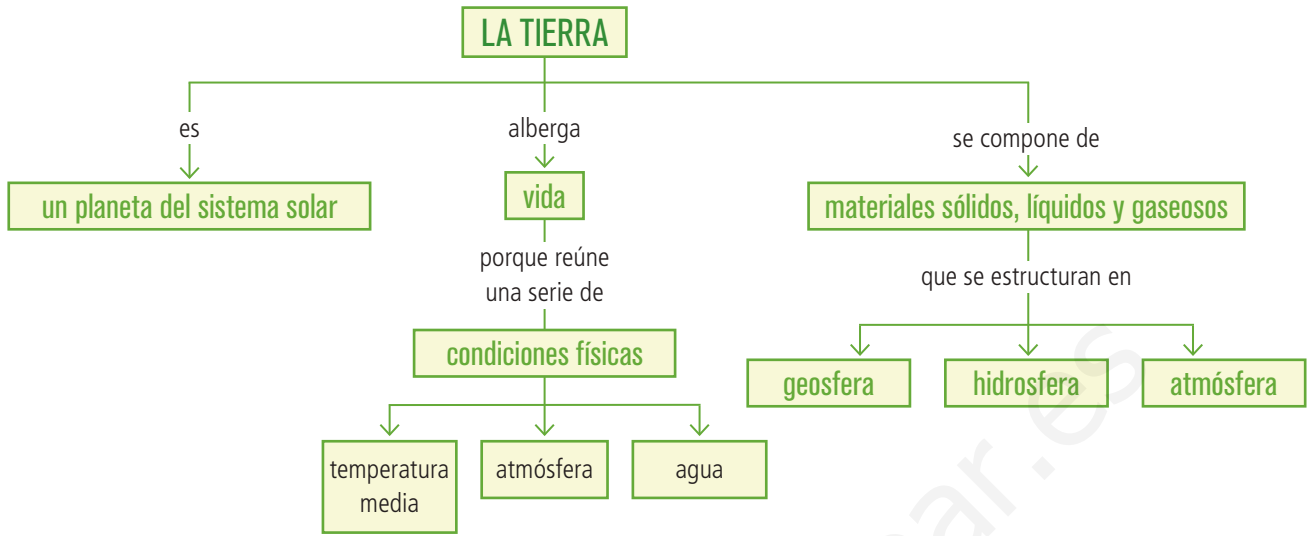 LA TIERRA
es
alberga
se compone de
un planeta del sistema solar
vida
materiales sólidos, líquidos y gaseosos
porque reúne
una serie de
que se estructuran en
condiciones físicas
geosfera
hidrosfera
atmósfera
temperatura
media
atmósfera
agua